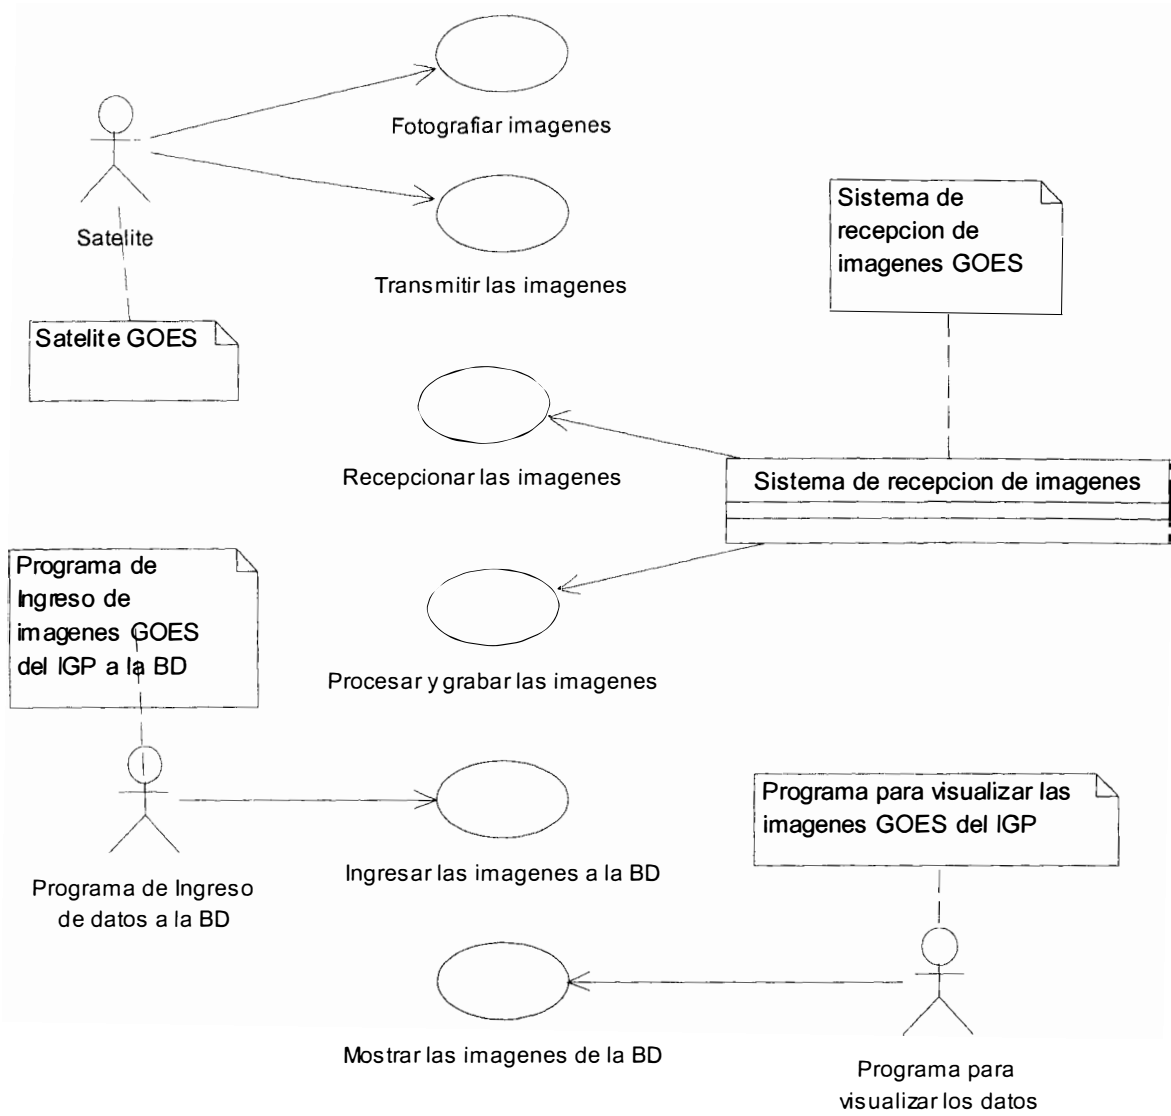 Fotografiar imagenes
Satelite
Transmitir las imagenes
Sistema de
recepcion de
imagenes GOES
Satelite GOES
Recepcionar las imagenes
Sistema de recepcion de imagenes
Programa de
Ingreso de
imagenes GOES
del IGP a la BD
Procesar y grabar las imagenes
Programa de Ingreso
de datos a la BD
Ingresar las imagenes a la BD
Programa para visualizar las
imagenes GOES del IGP
Mostrar las imagenes de la BD
Programa para
visualizar los datos